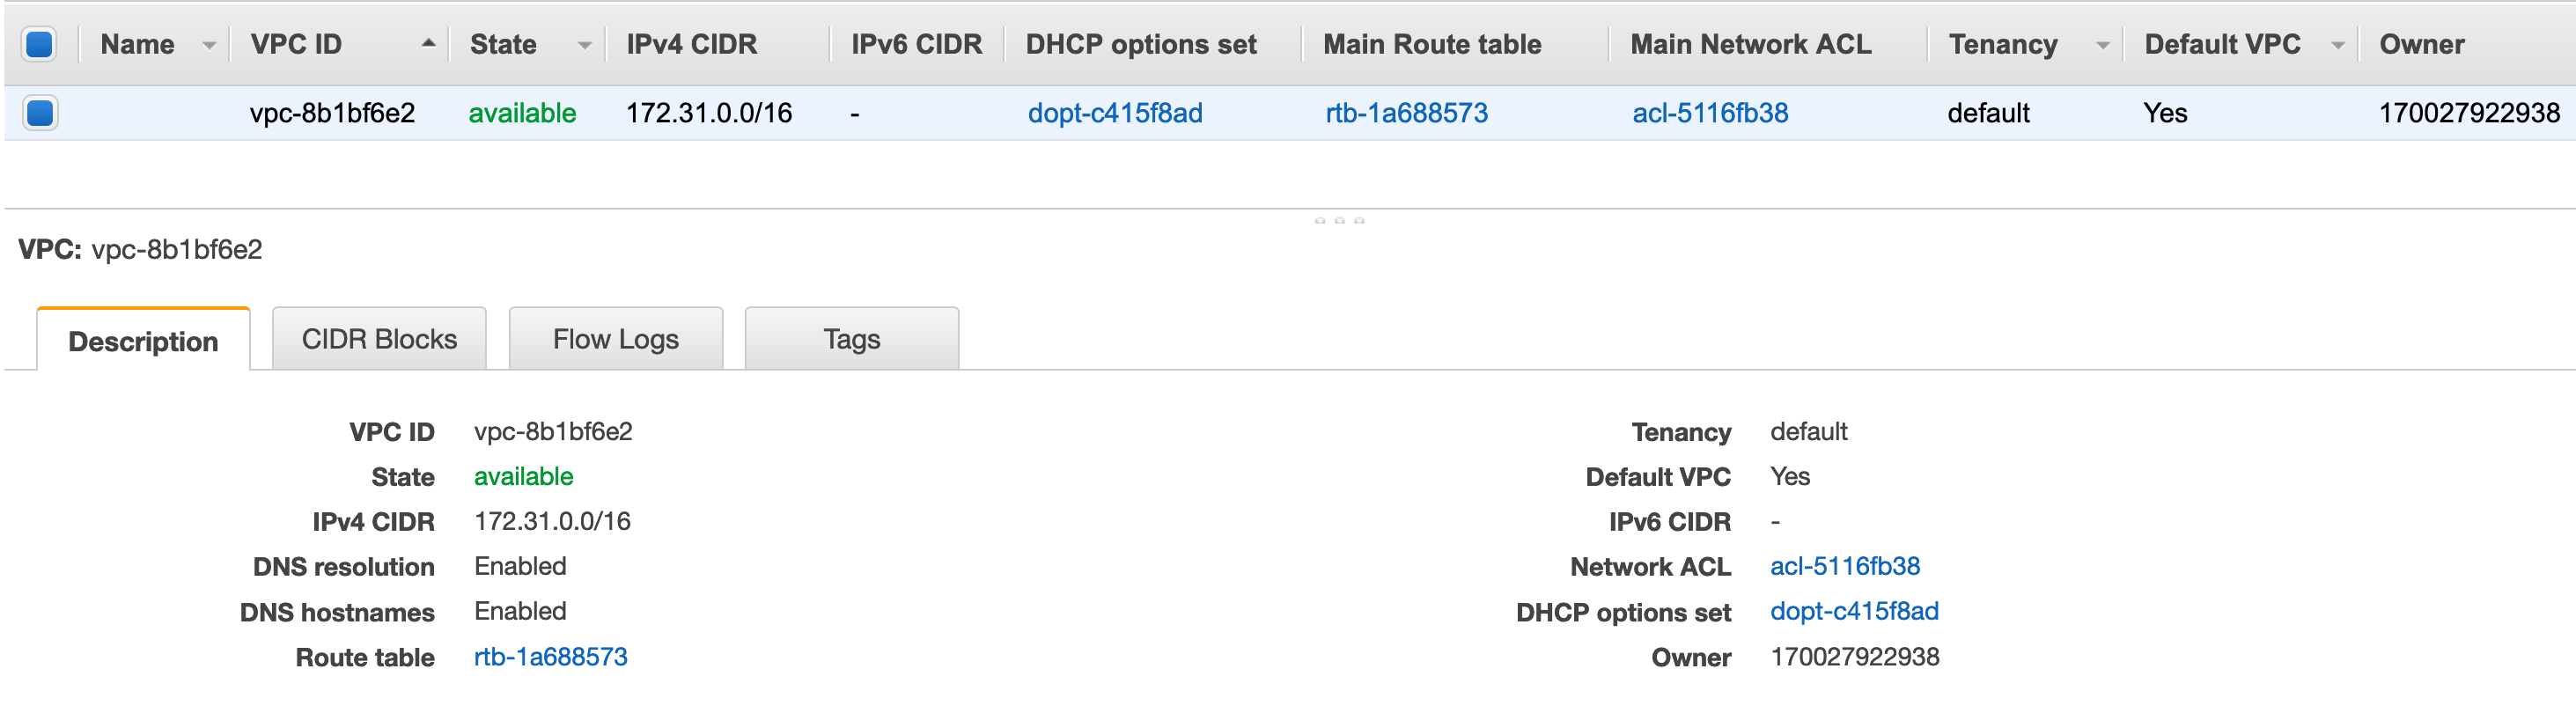 Name VPC ID State IPv4 CIDR IPv6 CIDR DHCP options set Main Route table Main Network ACL Tenancy Default VPC Owner
vpc-8b1bf6e2 available 172.31.0.0/16 - dopt-c415f8ad rtb-1a688573 acl-5116fb38 default Yes 170027922938
VPC: vpc-8b1bf6e2
Description CIDR Blocks Flow Logs Tags
VPC ID vpc-8b1bf6e2 Tenancy default
State available Default VPC Yes
IPv4 CIDR 172.31.0.0/16 IPv6 CIDR -
DNS resolution Enabled Network ACL acl-5116fb38
DNS hostnames Enabled DHCP options set dopt-c415f8ad
Route table rtb-1a688573 Owner 170027922938